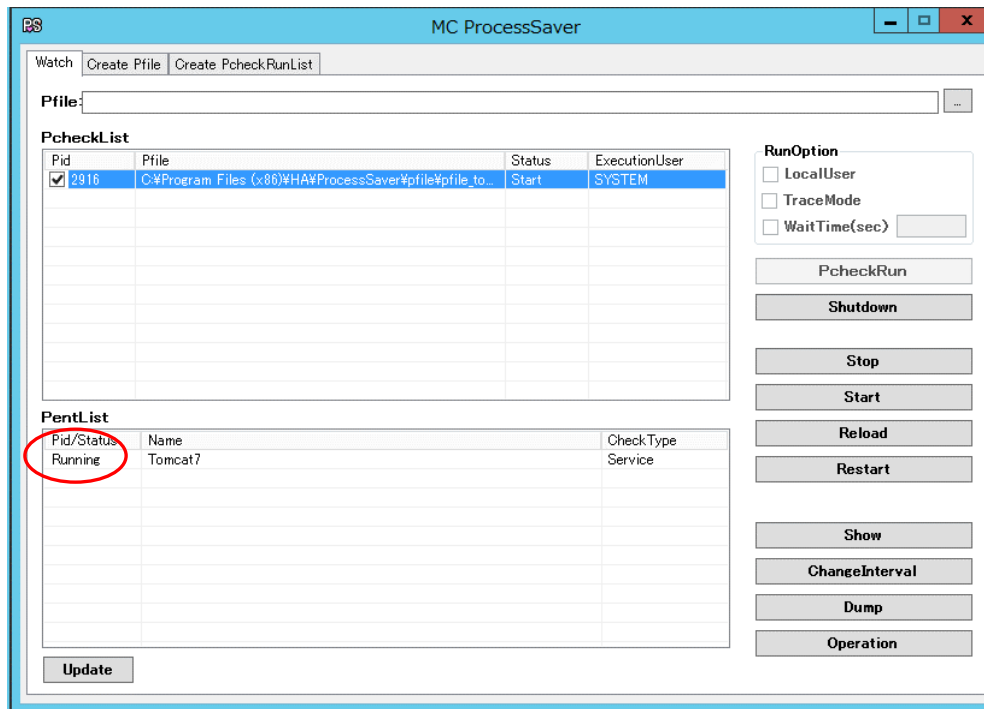 PS MC ProcessSaver
Watch Create Pfile Create PcheckRunList
Pfile: ...
PcheckList
Pid Pfile Status ExecutionUser
2916 C:¥Program Files (x86)¥HA¥ProcessSaver¥pfile¥pfile_to... Start SYSTEM
RunOption
LocalUser
TraceMode
WaitTime(sec)
PcheckRun
Shutdown
Stop
Start
Reload
Restart
PentList
Pid/Status Name CheckType
Running Tomcat7 Service
Show
ChangeInterval
Dump
Operation
Update